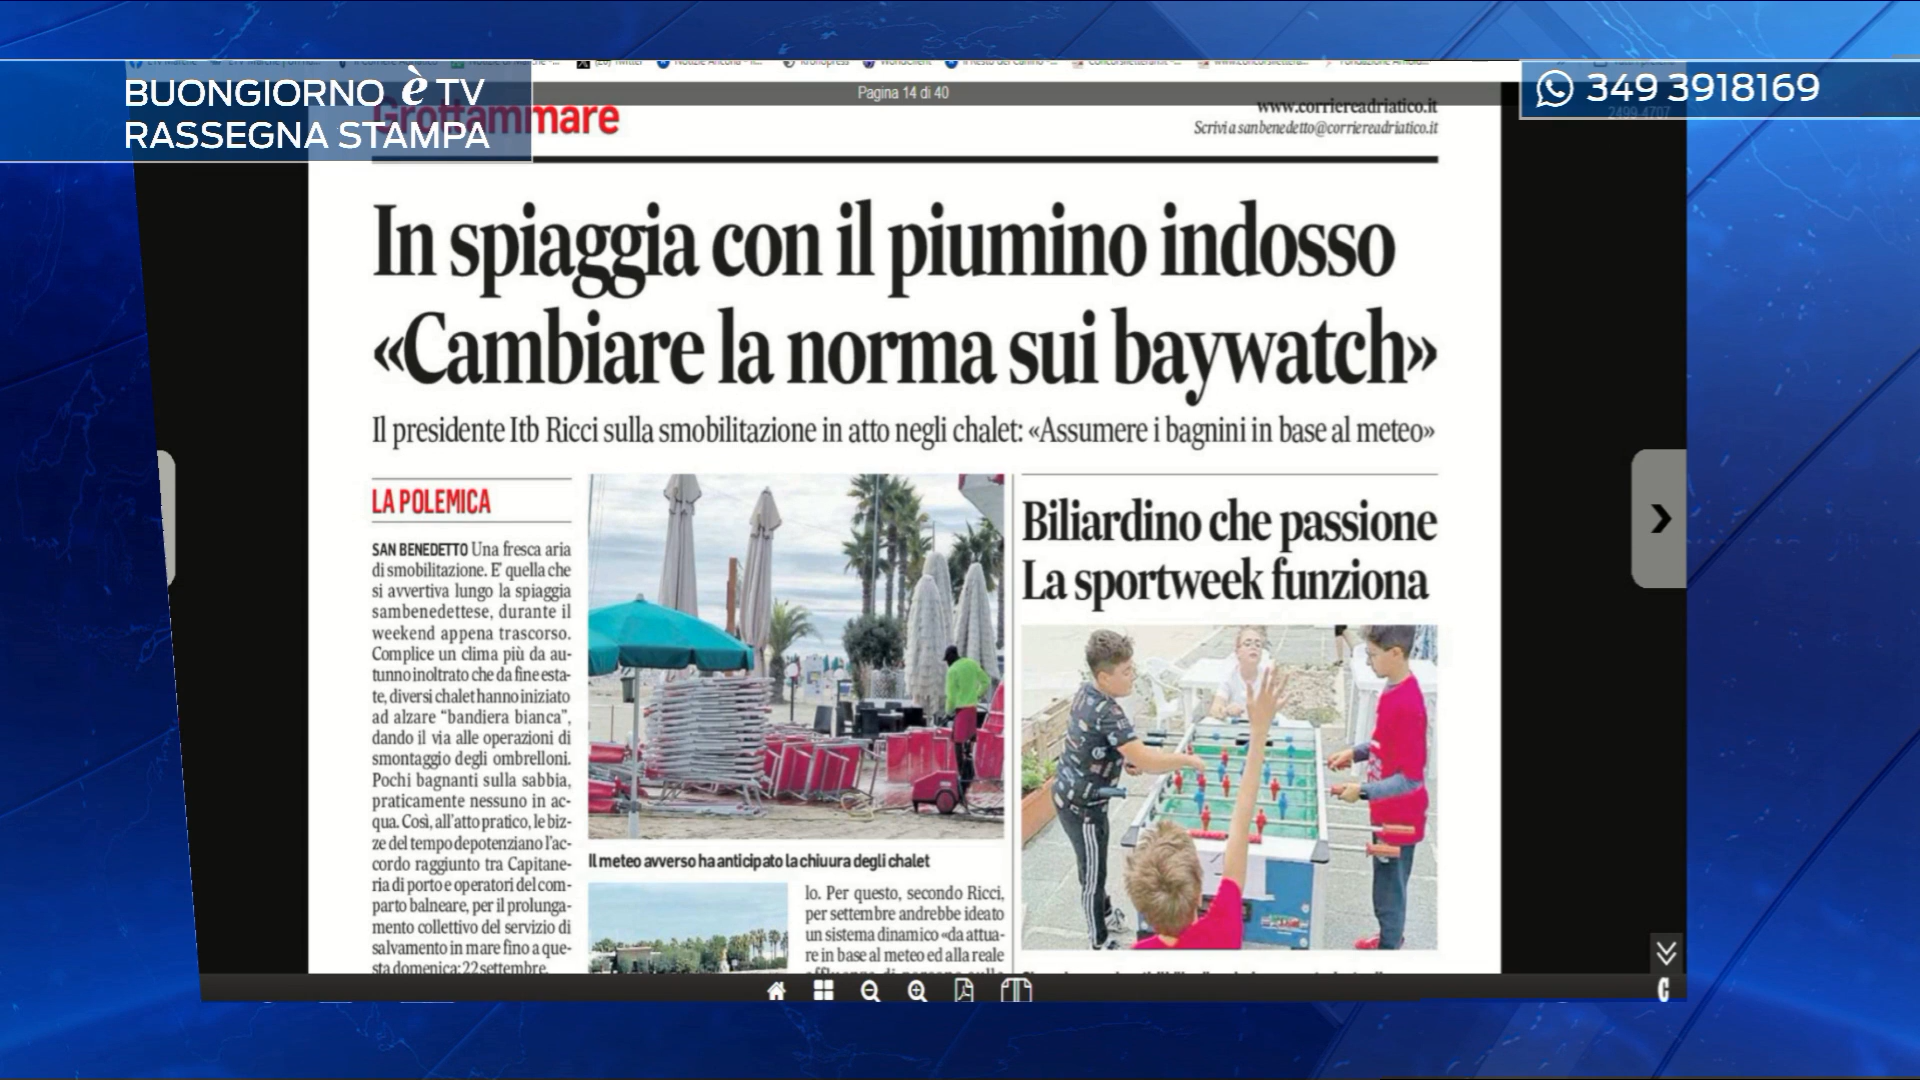 BUONGIORNO è TV
RASSEGNA STAMPA
349 3918169
Pagina 14 di 40
Grottammare
www.corriereadriatico.it
Scrivi a sanbenedetto@corriereadriatico.it
In spiaggia con il piumino indosso
«Cambiare la norma sui baywatch»
Il presidente Itb Ricci sulla smobilitazione in atto negli chalet: «Assumere i bagnini in base al meteo»
LA POLEMICA
SAN BENEDETTO Una fresca aria
di smobilitazione. E' quella che
si avvertiva lungo la spiaggia
sambenedettese, durante il
weekend appena trascorso.
Complice un clima più da au-
tunno inoltrato che da fine esta-
te, diversi chalet hanno iniziato
ad alzare “bandiera bianca”,
dando il via alle operazioni di
smontaggio degli ombrelloni.
Pochi bagnanti sulla sabbia,
praticamente nessuno in ac-
qua. Così, all'atto pratico, le biz-
ze del tempo depotenziano l'ac-
cordo raggiunto tra Capitane-
ria di porto e operatori del com-
parto balneare, per il prolunga-
mento collettivo del servizio di
salvamento in mare fino a que-
sta domenica: 22 settembre.
Il meteo avverso ha anticipato la chiuura degli chalet
lo. Per questo, secondo Ricci,
per settembre andrebbe ideato
un sistema dinamico «da attua-
re in base al meteo ed alla reale
Biliardino che passione
La sportweek funziona